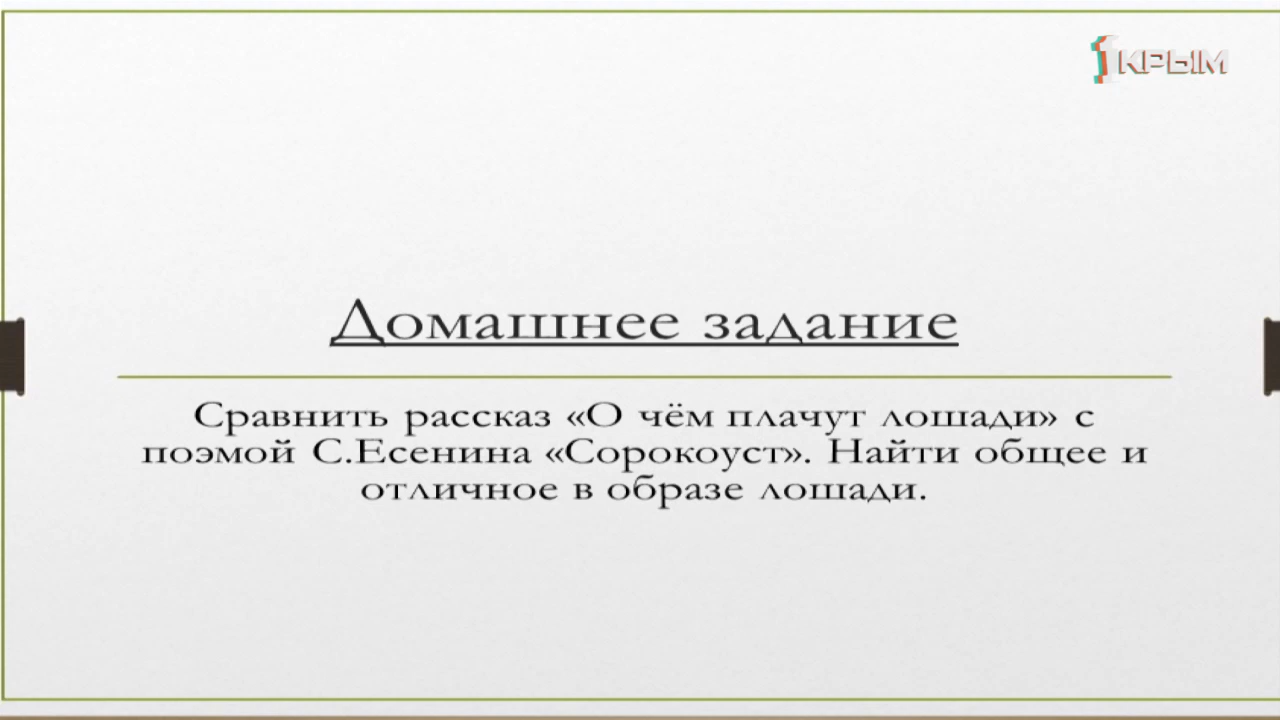 1КРЫМ
Домашнее задание
Сравнить рассказ «О чём плачут лошади» с
поэмой С.Есенина «Сорокоуст». Найти общее и
отличное в образе лошади.